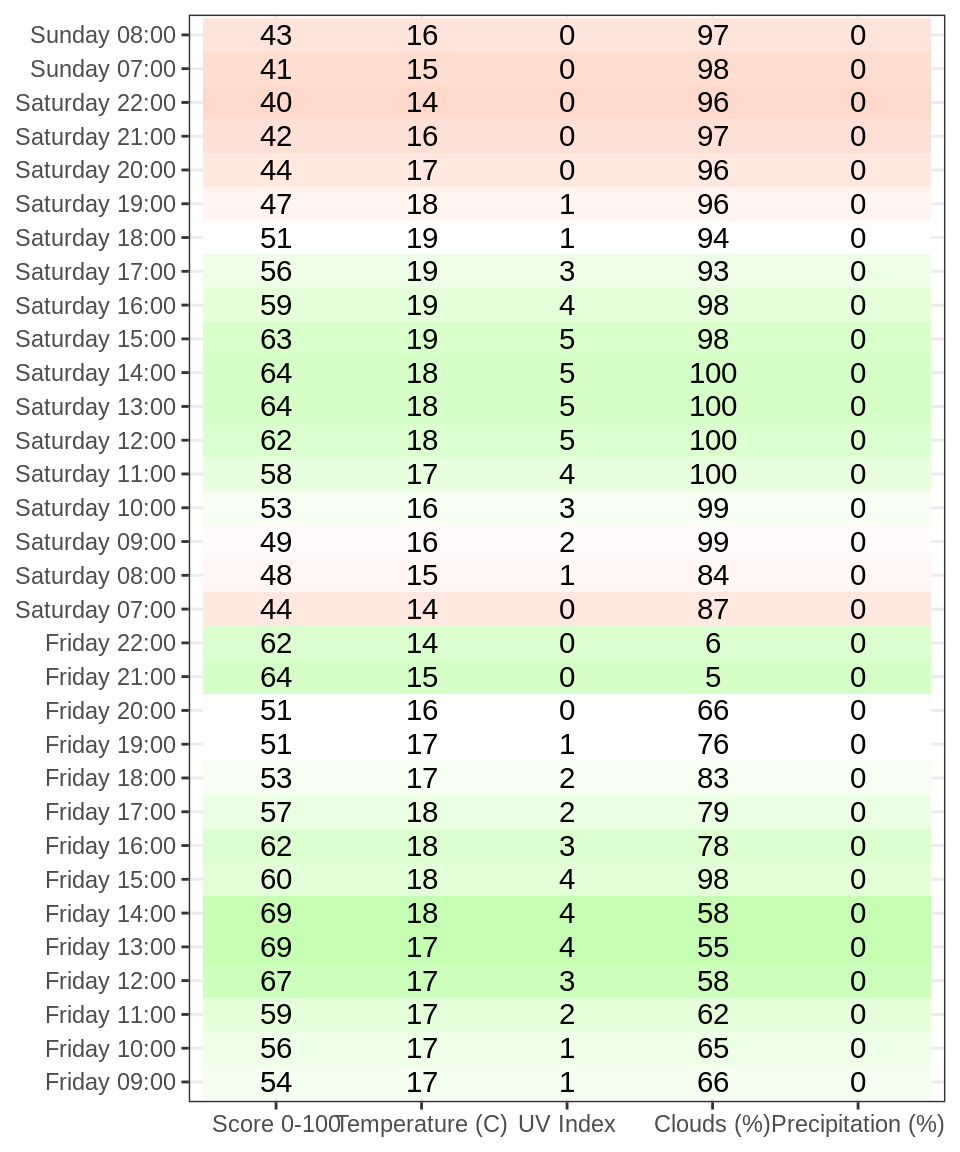 Sunday 08:00 43 16 0 97 0
Sunday 07:00 41 15 0 98 0
Saturday 22:00 40 14 0 96 0
Saturday 21:00 42 16 0 97 0
Saturday 20:00 44 17 0 96 0
Saturday 19:00 47 18 1 96 0
Saturday 18:00 51 19 1 94 0
Saturday 17:00 56 19 3 93 0
Saturday 16:00 59 19 4 98 0
Saturday 15:00 63 19 5 98 0
Saturday 14:00 64 18 5 100 0
Saturday 13:00 64 18 5 100 0
Saturday 12:00 62 18 5 100 0
Saturday 11:00 58 17 4 100 0
Saturday 10:00 53 16 3 99 0
Saturday 09:00 49 16 2 99 0
Saturday 08:00 48 15 1 84 0
Saturday 07:00 44 14 0 87 0
Friday 22:00 62 14 0 6 0
Friday 21:00 64 15 0 5 0
Friday 20:00 51 16 0 66 0
Friday 19:00 51 17 1 76 0
Friday 18:00 53 17 2 83 0
Friday 17:00 57 18 2 79 0
Friday 16:00 62 18 3 78 0
Friday 15:00 60 18 4 98 0
Friday 14:00 69 18 4 58 0
Friday 13:00 69 17 4 55 0
Friday 12:00 67 17 3 58 0
Friday 11:00 59 17 2 62 0
Friday 10:00 56 17 1 65 0
Friday 09:00 54 17 1 66 0
Score 0-100 Temperature (C) UV Index Clouds (%) Precipitation (%)